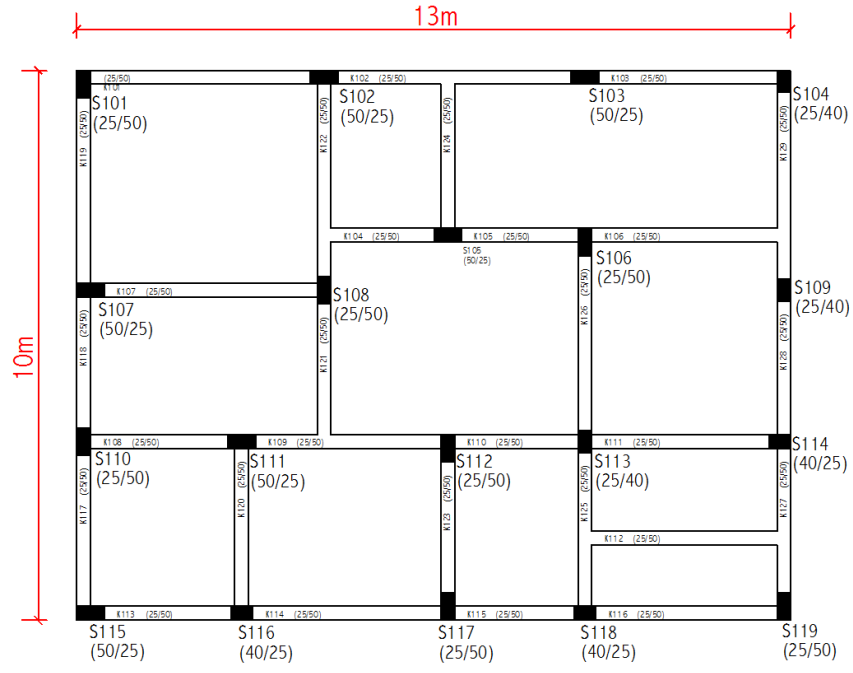 13m
(25/50)
K101
K102 (25/50)
K103 (25/50)
S101
(25/50)
S102
(50/25)
S103
(50/25)
S104
(25/40)
K119 (25/50)
K122 (25/50)
K124 (25/50)
K129 (25/50)
K104 (25/50)
K105 (25/50)
K106 (25/50)
S105
(50/25)
S106
(25/50)
K107 (25/50)
S107
(50/25)
S108
(25/50)
S109
(25/40)
10m
K118 (25/50)
K121 (25/50)
K126 (25/50)
K128 (25/50)
K108 (25/50)
K109 (25/50)
K110 (25/50)
K111 (25/50)
S110
(25/50)
S111
(50/25)
S112
(25/50)
S113
(25/40)
S114
(40/25)
K117 (25/50)
K120 (25/50)
K123 (25/50)
K125 (25/50)
K127 (25/50)
K112 (25/50)
K113 (25/50)
K114 (25/50)
K115 (25/50)
K116 (25/50)
S115
(50/25)
S116
(40/25)
S117
(25/50)
S118
(40/25)
S119
(25/50)